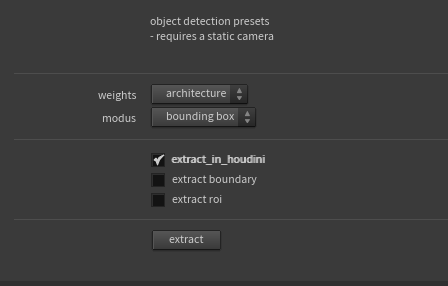 object detection presets
- requires a static camera
weights architecture
modus bounding box
extract_in_houdini
extract boundary
extract roi
extract